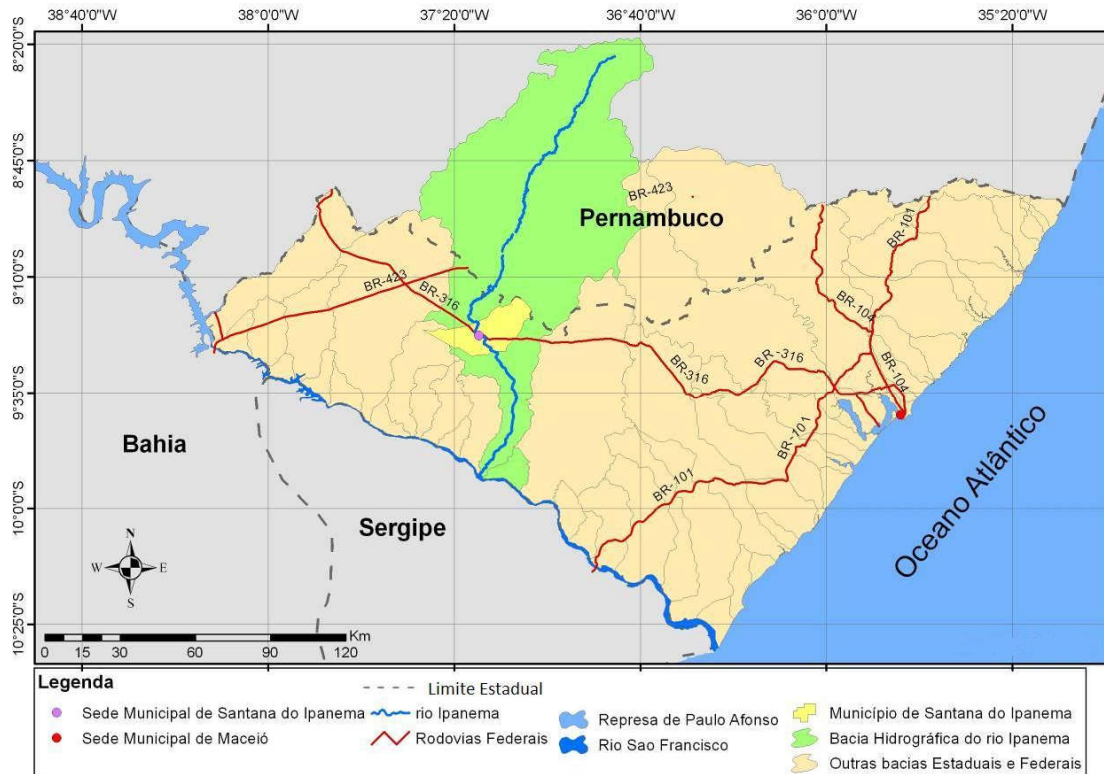 38°40'0"W 38°0'0"W 37°20'0"W 36°40'0"W 36°0'0"W 35°20'0"W
8°20'0"S
8°45'0"S
9°10'0"S
9°35'0"S
10°0'0"S
10°25'0"S
BR-423
Pernambuco
BR-101
BR-423
BR-316
BR-104
BR-316
BR-316
BR-104
BR-101
BR-101
Bahia
Sergipe
Oceano Atlântico
N
W E
S
Km
0 15 30 60 90 120
Legenda
Sede Municipal de Santana do Ipanema
Sede Municipal de Maceió
Limite Estadual
rio Ipanema
Rodovias Federais
Represa de Paulo Afonso
Rio Sao Francisco
Município de Santana do Ipanema
Bacia Hidrográfica do rio Ipanema
Outras bacias Estaduais e Federais